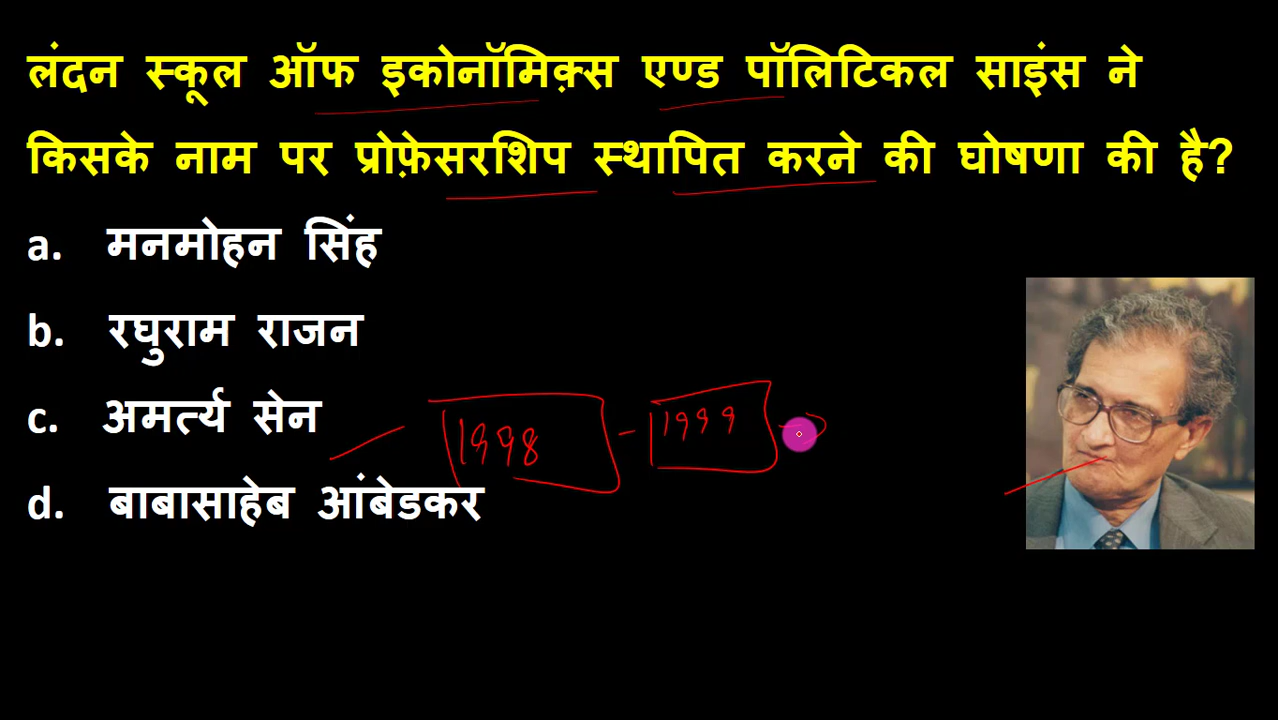 लंदन स्कूल ऑफ इकोनॉमिक़्स एण्ड पॉलिटिकल साइंस ने
किसके नाम पर प्रोफ़ेसरशिप स्थापित करने की घोषणा की है?
a. मनमोहन सिंह
b. रघुराम राजन
c. अमर्त्य सेन
1998 - 1999
d. बाबासाहेब आंबेडकर